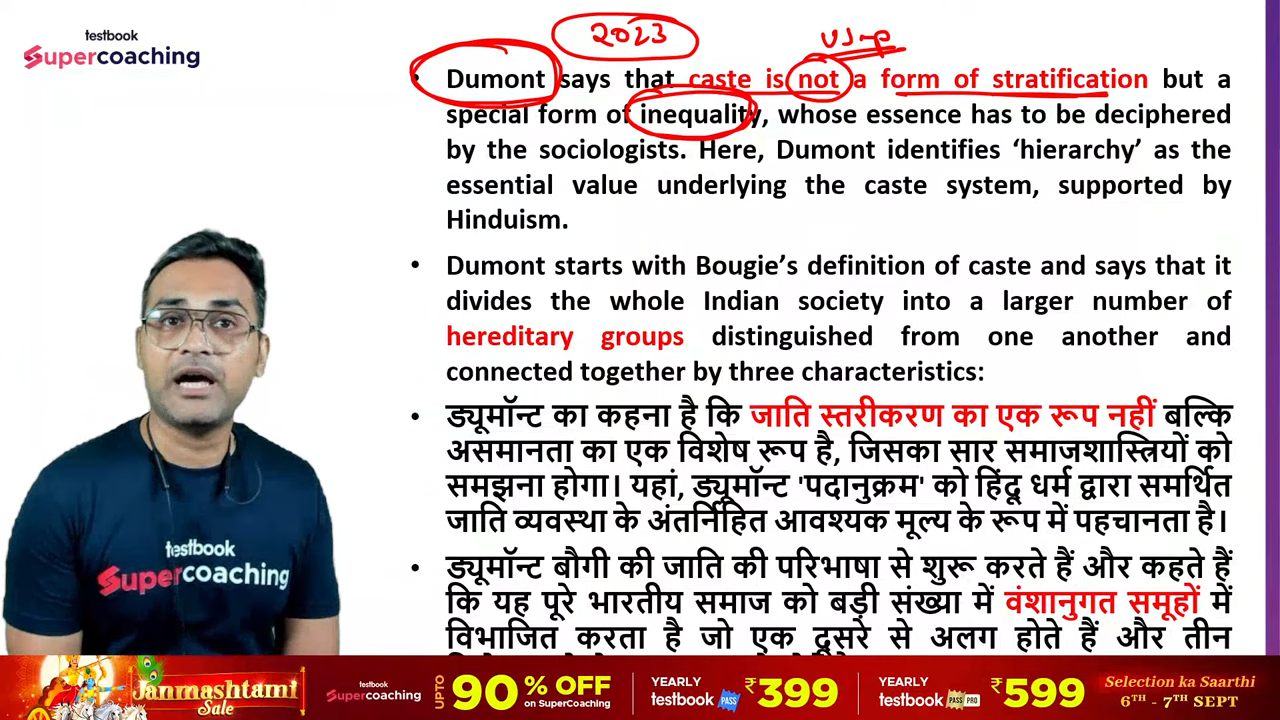 testbook
Supercoaching
2023
• Dumont says that caste is not a form of stratification but a
special form of inequality, whose essence has to be deciphered
by the sociologists. Here, Dumont identifies ‘hierarchy’ as the
essential value underlying the caste system, supported by
Hinduism.
• Dumont starts with Bougie’s definition of caste and says that it
divides the whole Indian society into a larger number of
hereditary groups distinguished from one another and
connected together by three characteristics:
• ड्यूमॉन्ट का कहना है कि जाति स्तरीकरण का एक रूप नहीं बल्कि
असमानता का एक विशेष रूप है, जिसका सार समाजशास्त्रियों को
समझना होगा। यहां, ड्यूमॉन्ट 'पदानुक्रम' को हिंदू धर्म द्वारा समर्थित
जाति व्यवस्था के अंतर्निहित आवश्यक मूल्य के रूप में पहचानता है।
• ड्यूमॉन्ट बौगी की जाति की परिभाषा से शुरू करते हैं और कहते हैं
कि यह पूरे भारतीय समाज को बड़ी संख्या में वंशानुगत समूहों में
विभाजित करता है जो एक दूसरे से अलग होते हैं और तीन
testbook
Supercoaching
Janmashtami
Sale
testbook
Supercoaching
UPTO
90% OFF
on SuperCoaching
YEARLY
testbook PASS
₹399
YEARLY
testbook PASS PRO
₹599
Selection ka Saarthi
6TH - 7TH SEPT